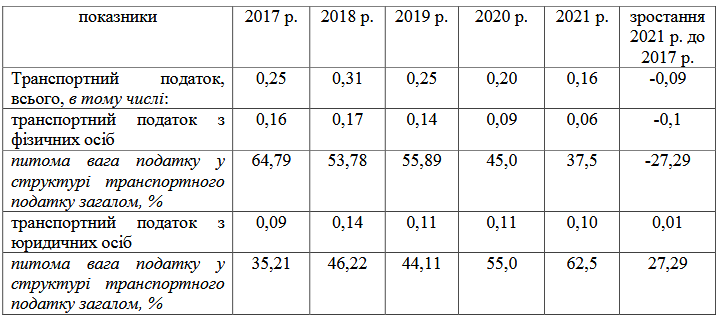 показники 2017 р. 2018 р. 2019 р. 2020 р. 2021 р. зростання
2021 р. до
2017 р.
Транспортний податок, 0,25 0,31 0,25 0,20 0,16 -0,09
всього, в тому числі:
транспортний податок з 0,16 0,17 0,14 0,09 0,06 -0,1
фізичних осіб
питома вага податку у 64,79 53,78 55,89 45,0 37,5 -27,29
структурі транспортного
податку загалом, %
транспортний податок з 0,09 0,14 0,11 0,11 0,10 0,01
юридичних осіб
питома вага податку у 35,21 46,22 44,11 55,0 62,5 27,29
структурі транспортного
податку загалом, %